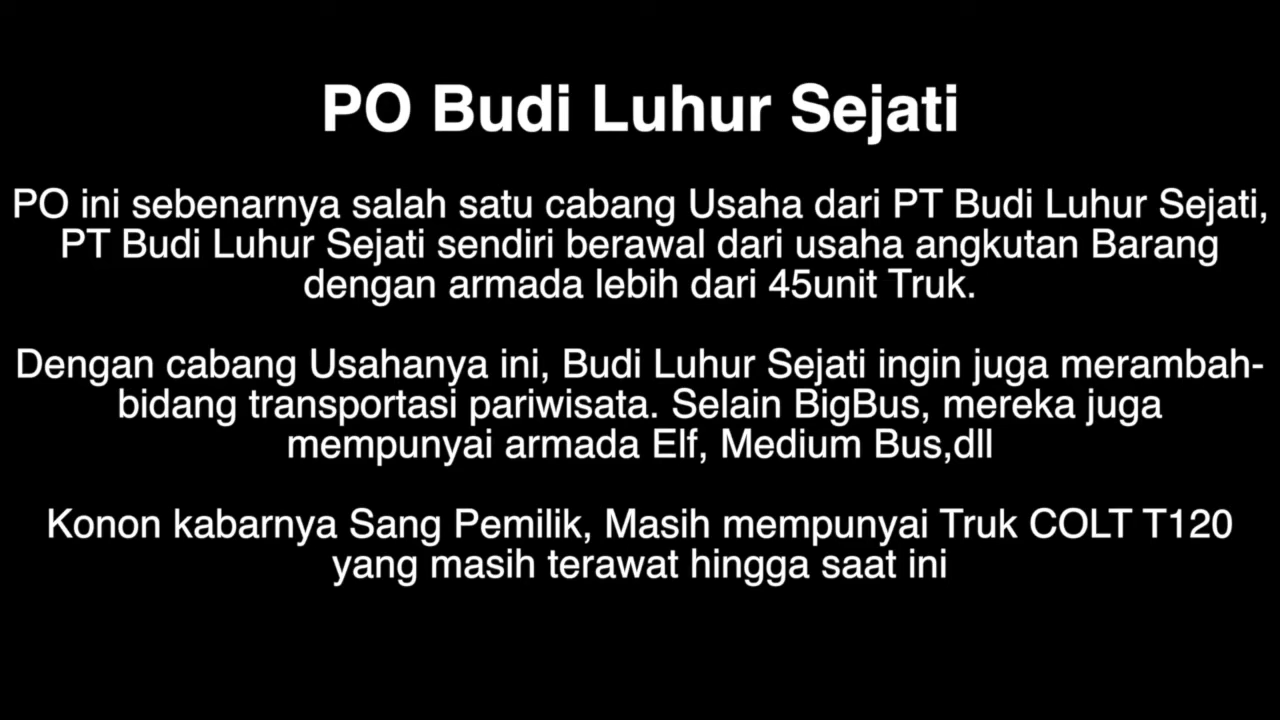 PO Budi Luhur Sejati
PO ini sebenarnya salah satu cabang Usaha dari PT Budi Luhur Sejati,
PT Budi Luhur Sejati sendiri berawal dari usaha angkutan Barang
dengan armada lebih dari 45unit Truk.
Dengan cabang Usahanya ini, Budi Luhur Sejati ingin juga merambah-
bidang transportasi pariwisata. Selain BigBus, mereka juga
mempunyai armada Elf, Medium Bus,dll
Konon kabarnya Sang Pemilik, Masih mempunyai Truk COLT T120
yang masih terawat hingga saat ini